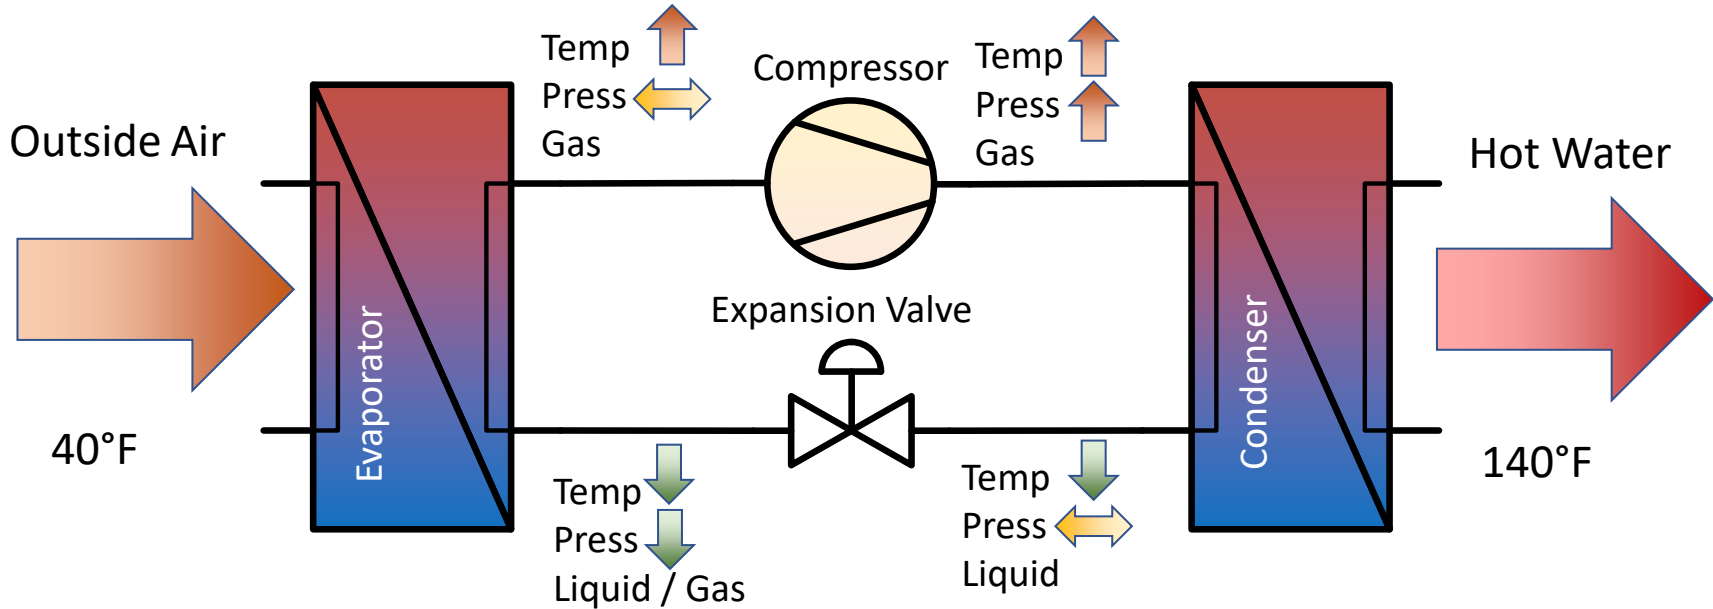 Outside Air
40°F
Evaporator
Temp
Press
Gas
Compressor
Temp
Press
Gas
Expansion Valve
Temp
Press
Liquid / Gas
Temp
Press
Liquid
Condenser
Hot Water
140°F